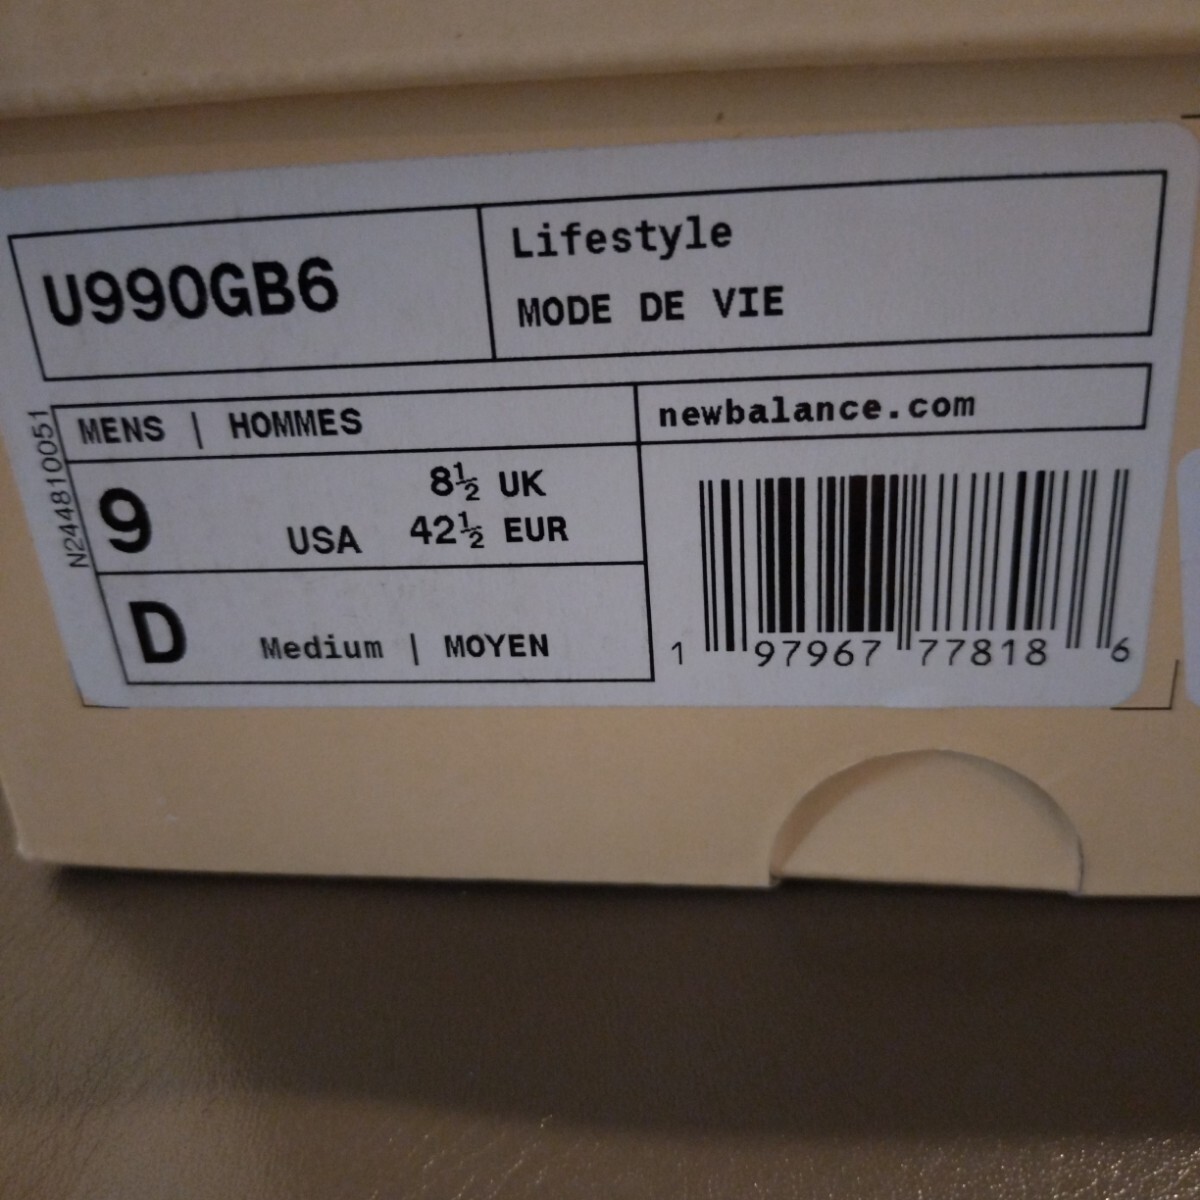 U990GB6
Lifestyle
MODE DE VIE
MENS | HOMMES
newbalance.com
N244810051
9 USA
8½ UK
42½ EUR
D Medium | MOYEN
1 97967 77818 6